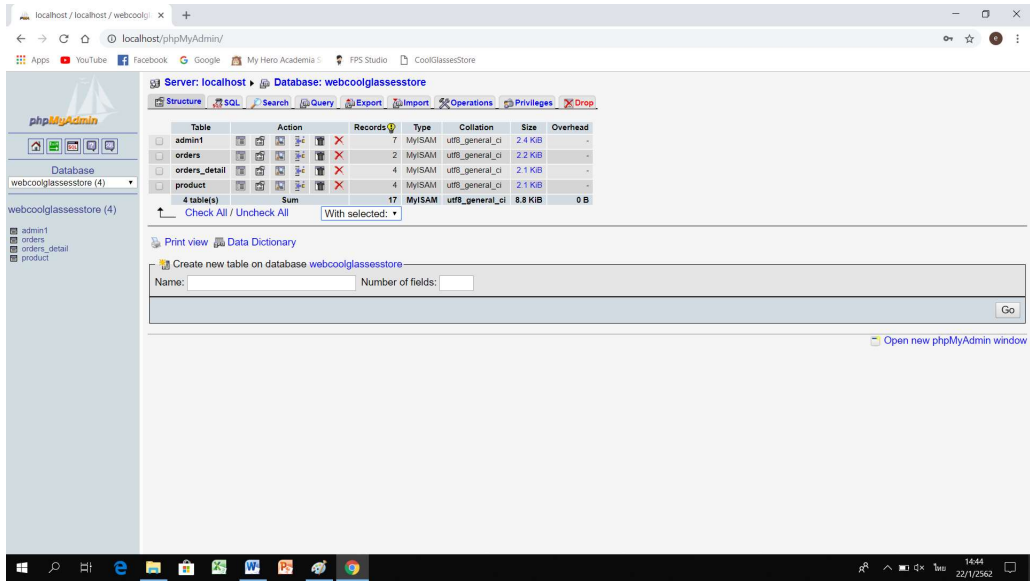 localhost / localhost / webcoolgl
localhost/phpMyAdmin/
Apps YouTube Facebook Google My Hero Academia S FPS Studio CoolGlassesStore
phpMyAdmin
Database
webcoolglassesstore (4)
webcoolglassesstore (4)
admin1
orders
orders_detail
product
Server: localhost Database: webcoolglassesstore
Structure SQL Search Query Export Import Operations Privileges Drop
Table Action Records Type Collation Size Overhead
admin1 7 MyISAM utf8_general_ci 2.4 KiB -
orders 2 MyISAM utf8_general_ci 2.2 KiB -
orders_detail 4 MyISAM utf8_general_ci 2.1 KiB -
product 4 MyISAM utf8_general_ci 2.1 KiB -
4 table(s) Sum 17 MyISAM utf8_general_ci 8.8 KiB 0 B
Check All / Uncheck All With selected:
Print view Data Dictionary
Create new table on database webcoolglassesstore
Name: Number of fields:
Go
Open new phpMyAdmin window
ไทย
14:44
22/1/2562